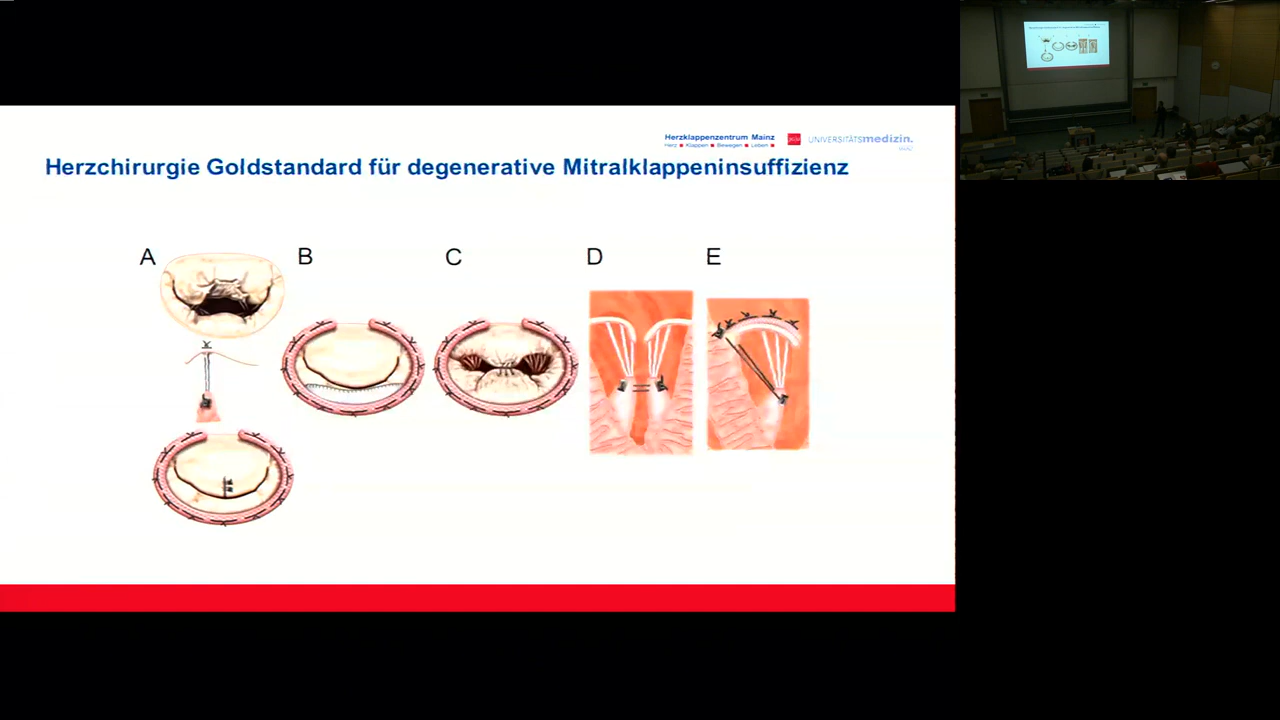 Herzklappenzentrum Mainz
Herz ■ Klappen ■ Bewegen ■ Leben ■
UNIVERSITÄTSmedizin.
Herzchirurgie Goldstandard für degenerative Mitralklappeninsuffizienz
A
B
C
D
E